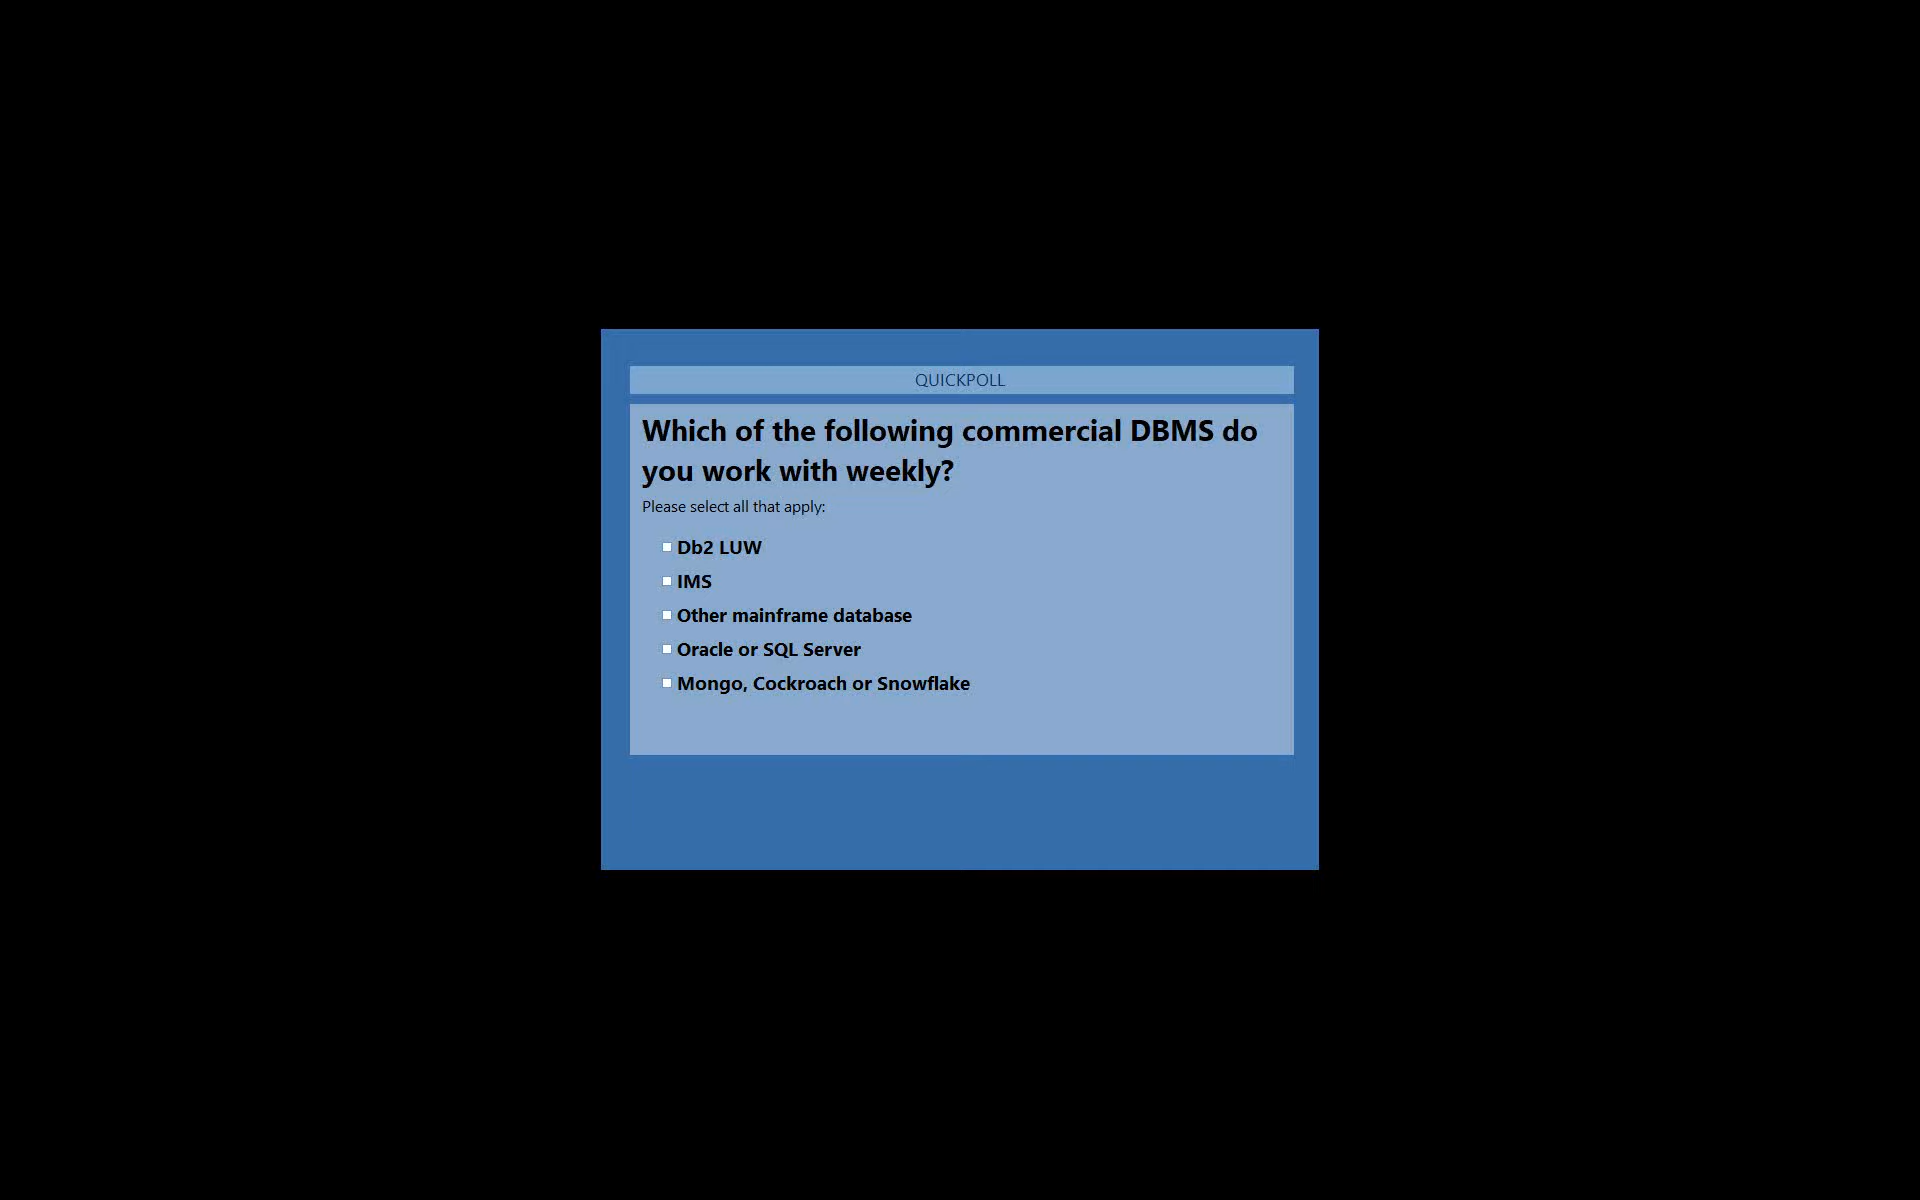 QUICKPOLL
Which of the following commercial DBMS do
you work with weekly?
Please select all that apply:
Db2 LUW
IMS
Other mainframe database
Oracle or SQL Server
Mongo, Cockroach or Snowflake